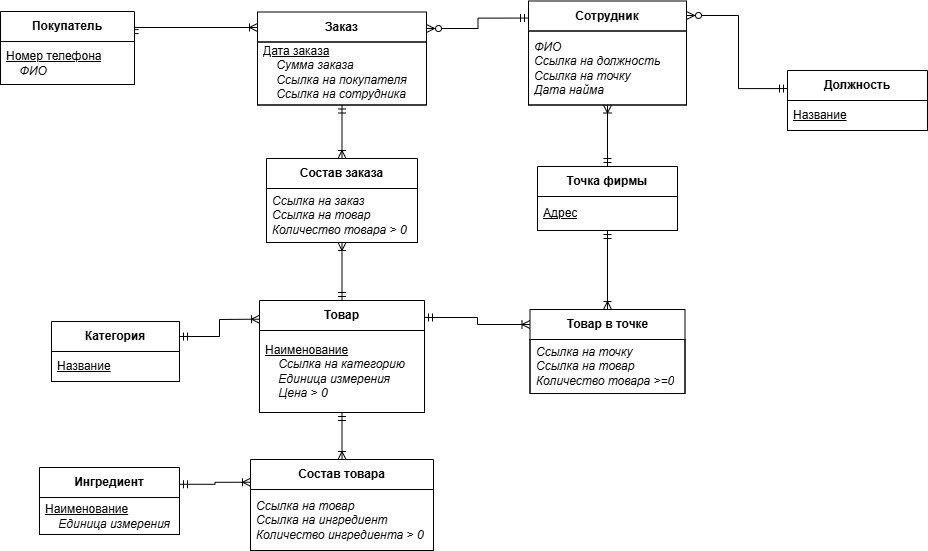 Покупатель
Номер телефона
ФИО
Заказ
Дата заказа
Сумма заказа
Ссылка на покупателя
Ссылка на сотрудника
Сотрудник
ФИО
Ссылка на должность
Ссылка на точку
Дата найма
Должность
Название
Состав заказа
Ссылка на заказ
Ссылка на товар
Количество товара > 0
Точка фирмы
Адрес
Категория
Название
Товар
Наименование
Ссылка на категорию
Единица измерения
Цена > 0
Товар в точке
Ссылка на точку
Ссылка на товар
Количество товара >=0
Ингредиент
Наименование
Единица измерения
Состав товара
Ссылка на товар
Ссылка на ингредиент
Количество ингредиента > 0